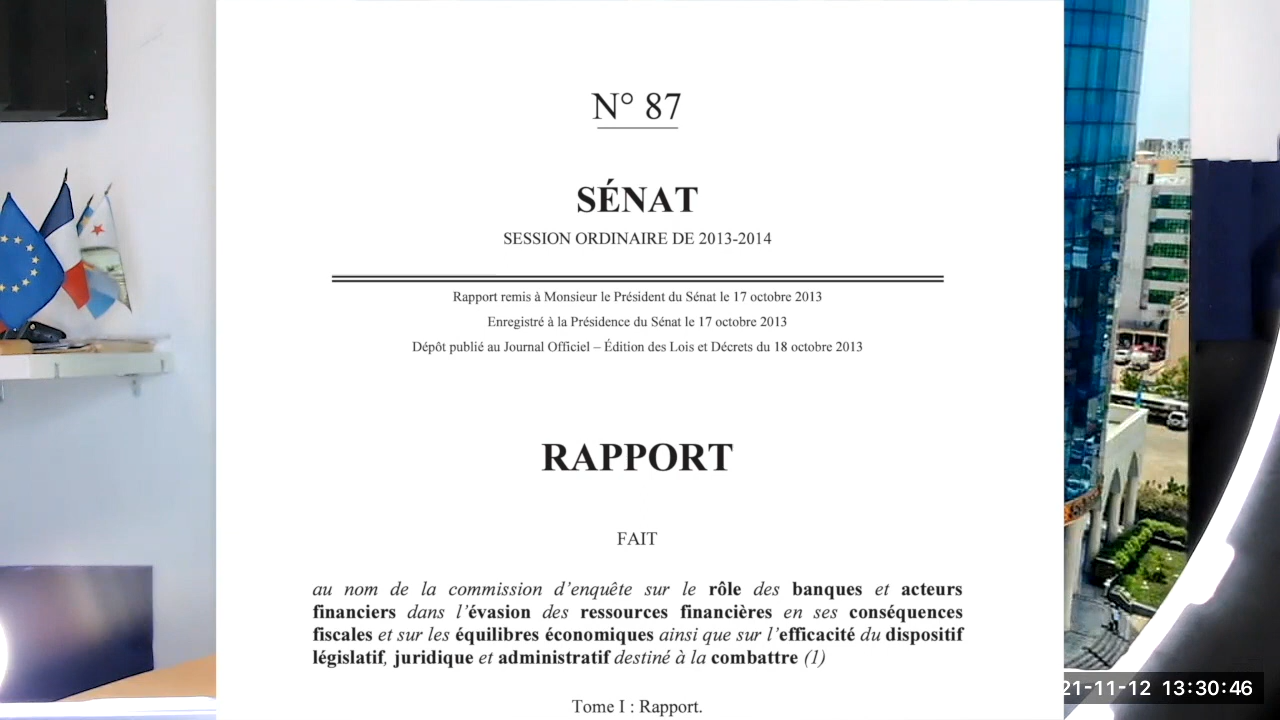 N° 87
SÉNAT
SESSION ORDINAIRE DE 2013-2014
Rapport remis à Monsieur le Président du Sénat le 17 octobre 2013
Enregistré à la Présidence du Sénat le 17 octobre 2013
Dépôt publié au Journal Officiel – Édition des Lois et Décrets du 18 octobre 2013
RAPPORT
FAIT
au nom de la commission d’enquête sur le rôle des banques et acteurs
financiers dans l’évasion des ressources financières en ses conséquences
fiscales et sur les équilibres économiques ainsi que sur l’efficacité du dispositif
législatif, juridique et administratif destiné à la combattre (1)
Tome I : Rapport.
21-11-12 13:30:46